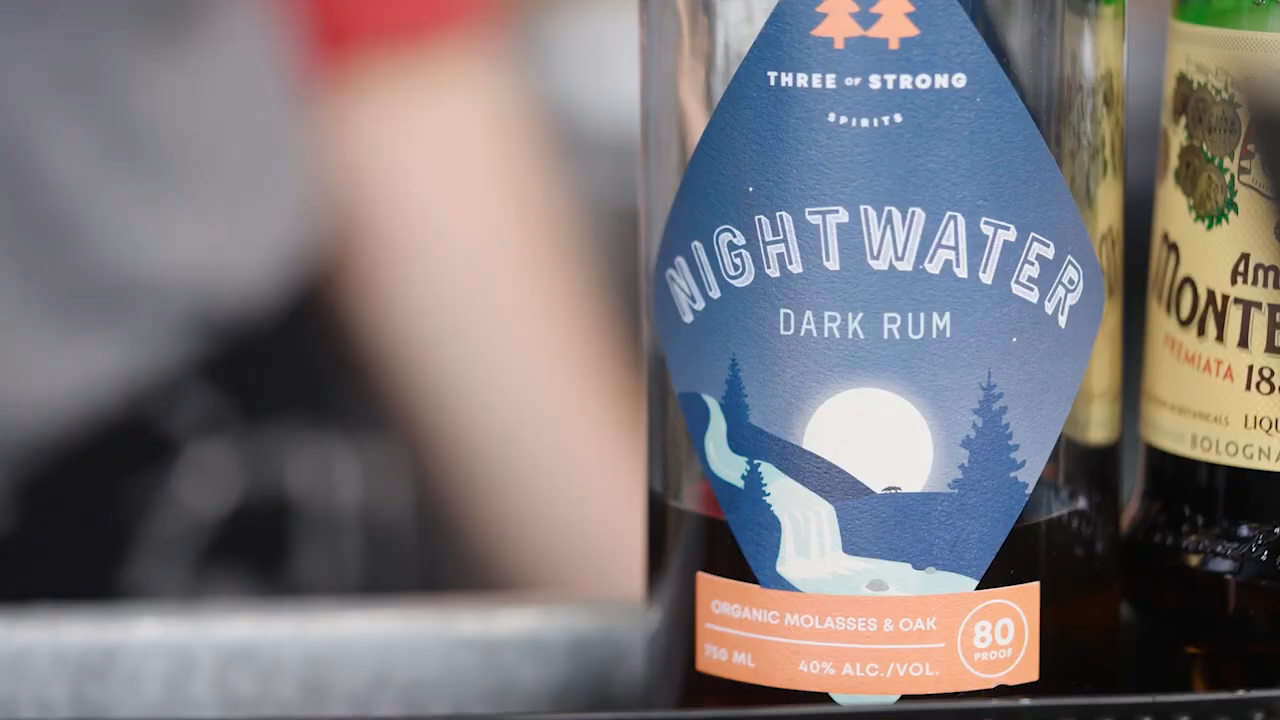 THREE OF STRONG
SPIRITS
NIGHTWATER
DARK RUM
ORGANIC MOLASSES & OAK
750 ML
40% ALC./VOL.
80
PROOF
PREMIATA
BOLOGNA